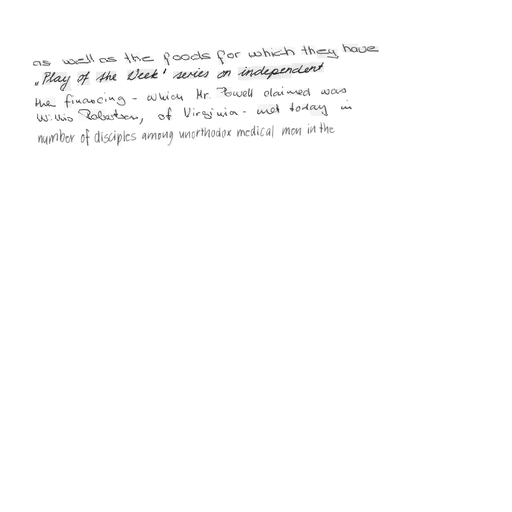 as well as the foods for which they have
„Play of the Week' series on independent
the financing - which Mr. Powell claimed was
Willis Robertson, of Virginia - met today in
number of disciples among unorthodox medical men in the